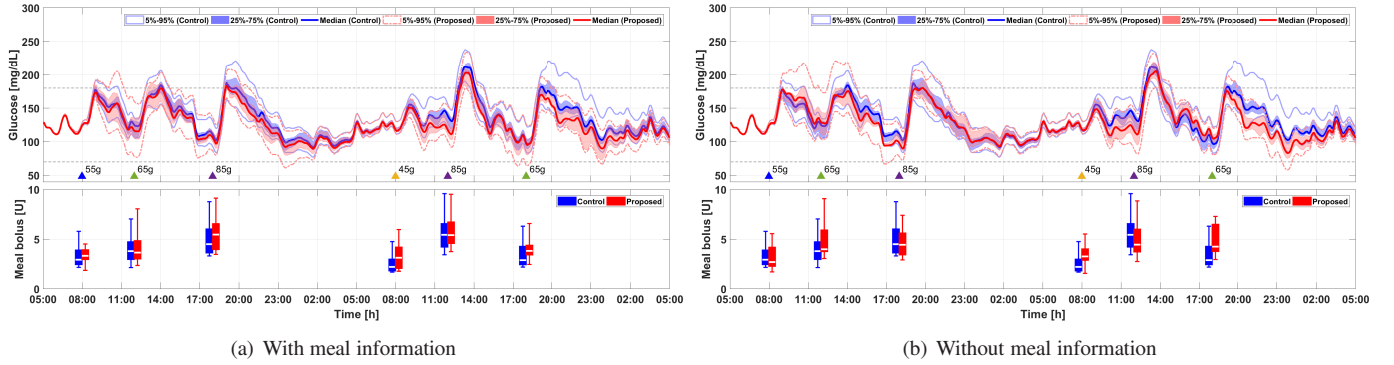 5%-95% (Control) 25%-75% (Control) Median (Control) 5%-95% (Proposed) 25%-75% (Proposed) Median (Proposed)
300
250
200
150
100
50
Glucose [mg/dL]
55g 65g 85g 45g 85g 65g
Control Proposed
10
5
0
Meal bolus [U]
05:00 08:00 11:00 14:00 17:00 20:00 23:00 02:00 05:00 08:00 11:00 14:00 17:00 20:00 23:00 02:00 05:00
Time [h]
(a) With meal information
5%-95% (Control) 25%-75% (Control) Median (Control) 5%-95% (Proposed) 25%-75% (Proposed) Median (Proposed)
300
250
200
150
100
50
Glucose [mg/dL]
55g 65g 85g 45g 85g 65g
Control Proposed
10
5
0
Meal bolus [U]
05:00 08:00 11:00 14:00 17:00 20:00 23:00 02:00 05:00 08:00 11:00 14:00 17:00 20:00 23:00 02:00 05:00
Time [h]
(b) Without meal information